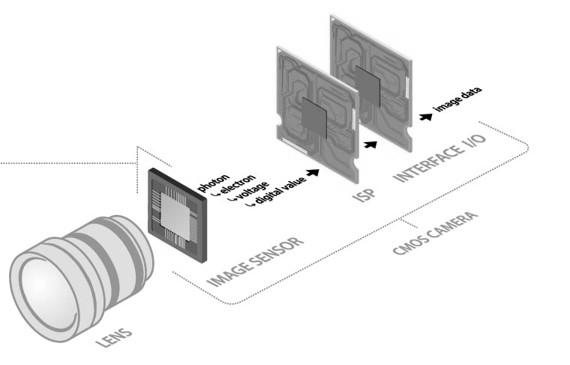 image data
photon
↳ electron
↳ voltage
↳ digital value
INTERFACE I/O
ISP
CMOS CAMERA
IMAGE SENSOR
LENS